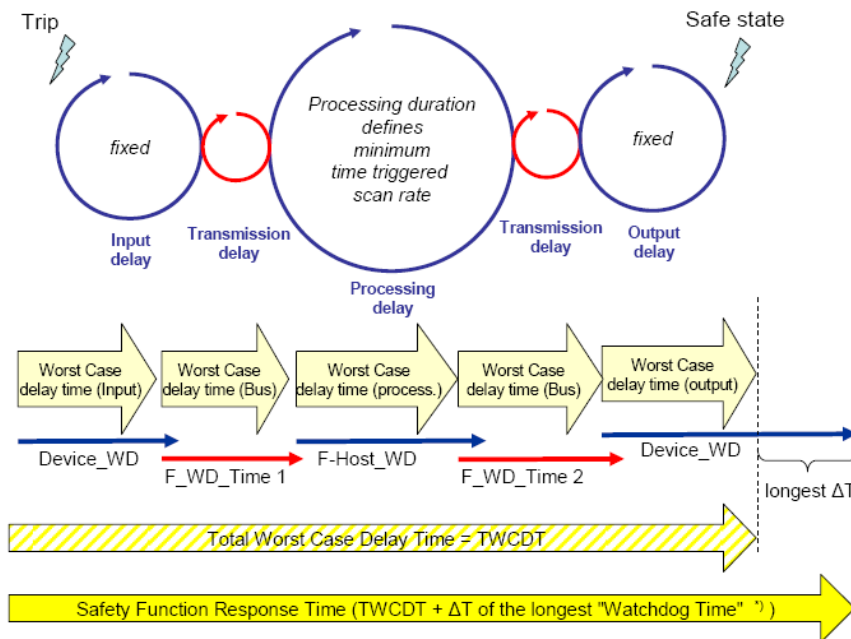 Trip
Safe state
fixed
Processing duration
defines
minimum
time triggered
scan rate
fixed
Input
delay
Transmission
delay
Processing
delay
Transmission
delay
Output
delay
Worst Case
delay time (Input)
Worst Case
delay time (Bus)
Worst Case
delay time (process.)
Worst Case
delay time (Bus)
Worst Case
delay time (output)
Device_WD
F_WD_Time 1
F-Host_WD
F_WD_Time 2
Device_WD
longest ΔT
Total Worst Case Delay Time = TWCDT
Safety Function Response Time (TWCDT + ΔT of the longest "Watchdog Time" *) )